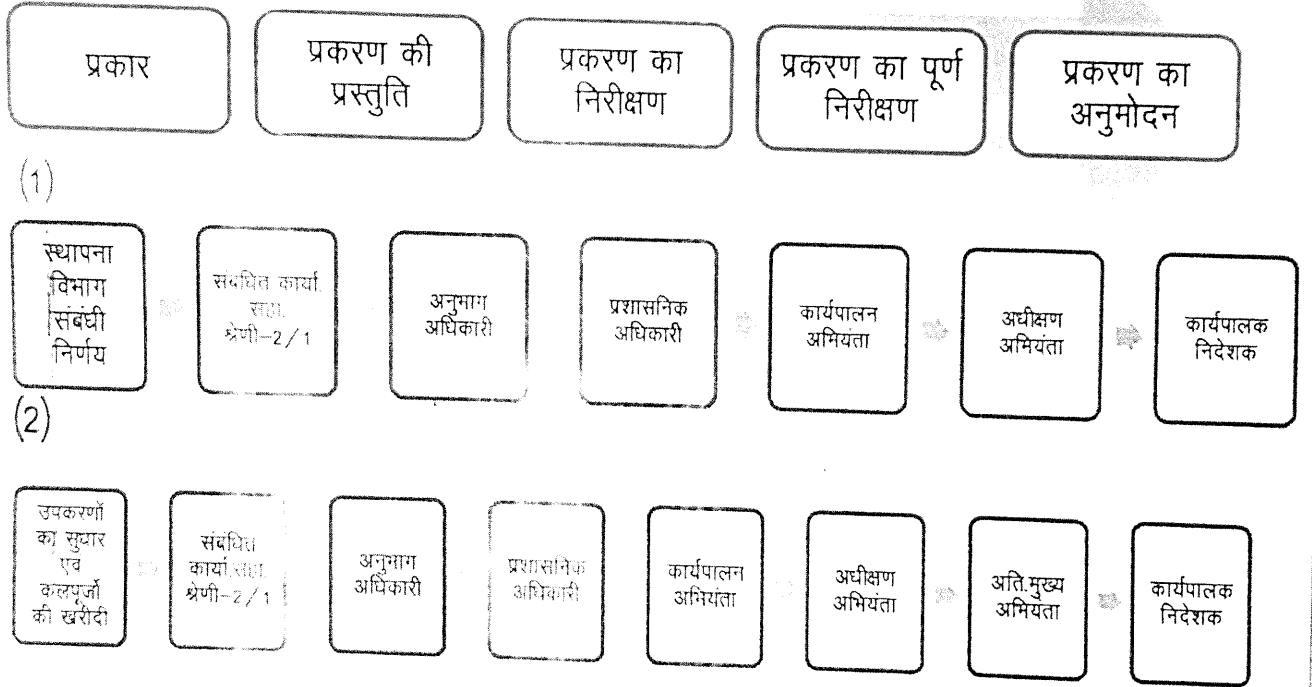 प्रकार
प्रकरण की
प्रस्तुति
प्रकरण का
निरीक्षण
प्रकरण का पूर्ण
निरीक्षण
प्रकरण का
अनुमोदन
(1)
स्थापना
विभाग
संबंधी
निर्णय
संबधित कार्या.
सहा.
श्रेणी-2/1
अनुभाग
अधिकारी
प्रशासनिक
अधिकारी
कार्यपालन
अभियंता
अधीक्षण
अभियंता
कार्यपालक
निदेशक
(2)
उपकरणों
का सुधार
एव
कलपूर्जो
की खरीदी
संबंधित
कार्या.सहा.
श्रेणी-2/1
अनुभाग
अधिकारी
प्रशासनिक
अधिकारी
कार्यपालन
अभियंता
अधीक्षण
अभियंता
अति.मुख्य
अभियंता
कार्यपालक
निदेशक